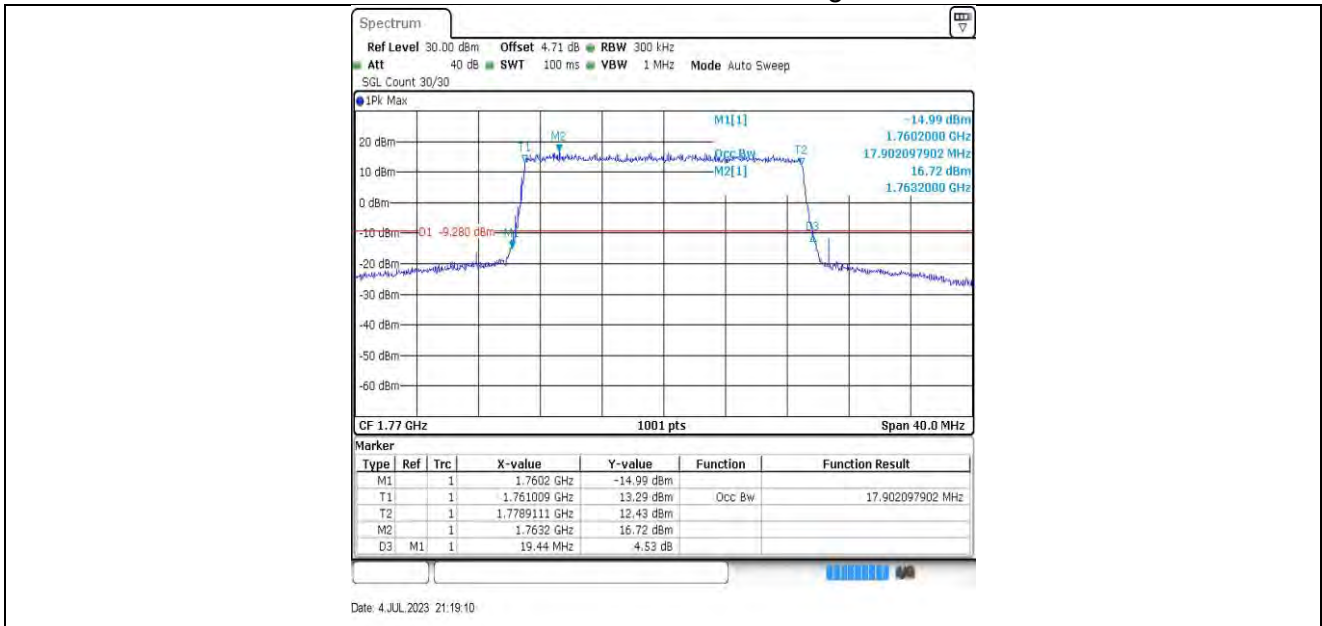 Spectrum
Ref Level 30.00 dBm Offset 4.71 dB RBW 300 kHz
Att 40 dB SWT 100 ms VBW 1 MHz Mode Auto Sweep
SGL Count 30/30
1Pk Max
M1[1] -14.99 dBm
1.7602000 GHz
Occ Bw 17.902097902 MHz
M2[1] 16.72 dBm
1.7632000 GHz
20 dBm
T1 M2 T2
10 dBm
0 dBm
-10 dBm D1 -9.280 dBm M1 D3
-20 dBm
-30 dBm
-40 dBm
-50 dBm
-60 dBm
CF 1.77 GHz 1001 pts Span 40.0 MHz
Marker
Type Ref Trc X-value Y-value Function Function Result
M1 1 1.7602 GHz -14.99 dBm
T1 1 1.761009 GHz 13.29 dBm Occ Bw 17.902097902 MHz
T2 1 1.7789111 GHz 12.43 dBm
M2 1 1.7632 GHz 16.72 dBm
D3 M1 1 19.44 MHz 4.53 dB
Date: 4.JUL.2023 21:19:10